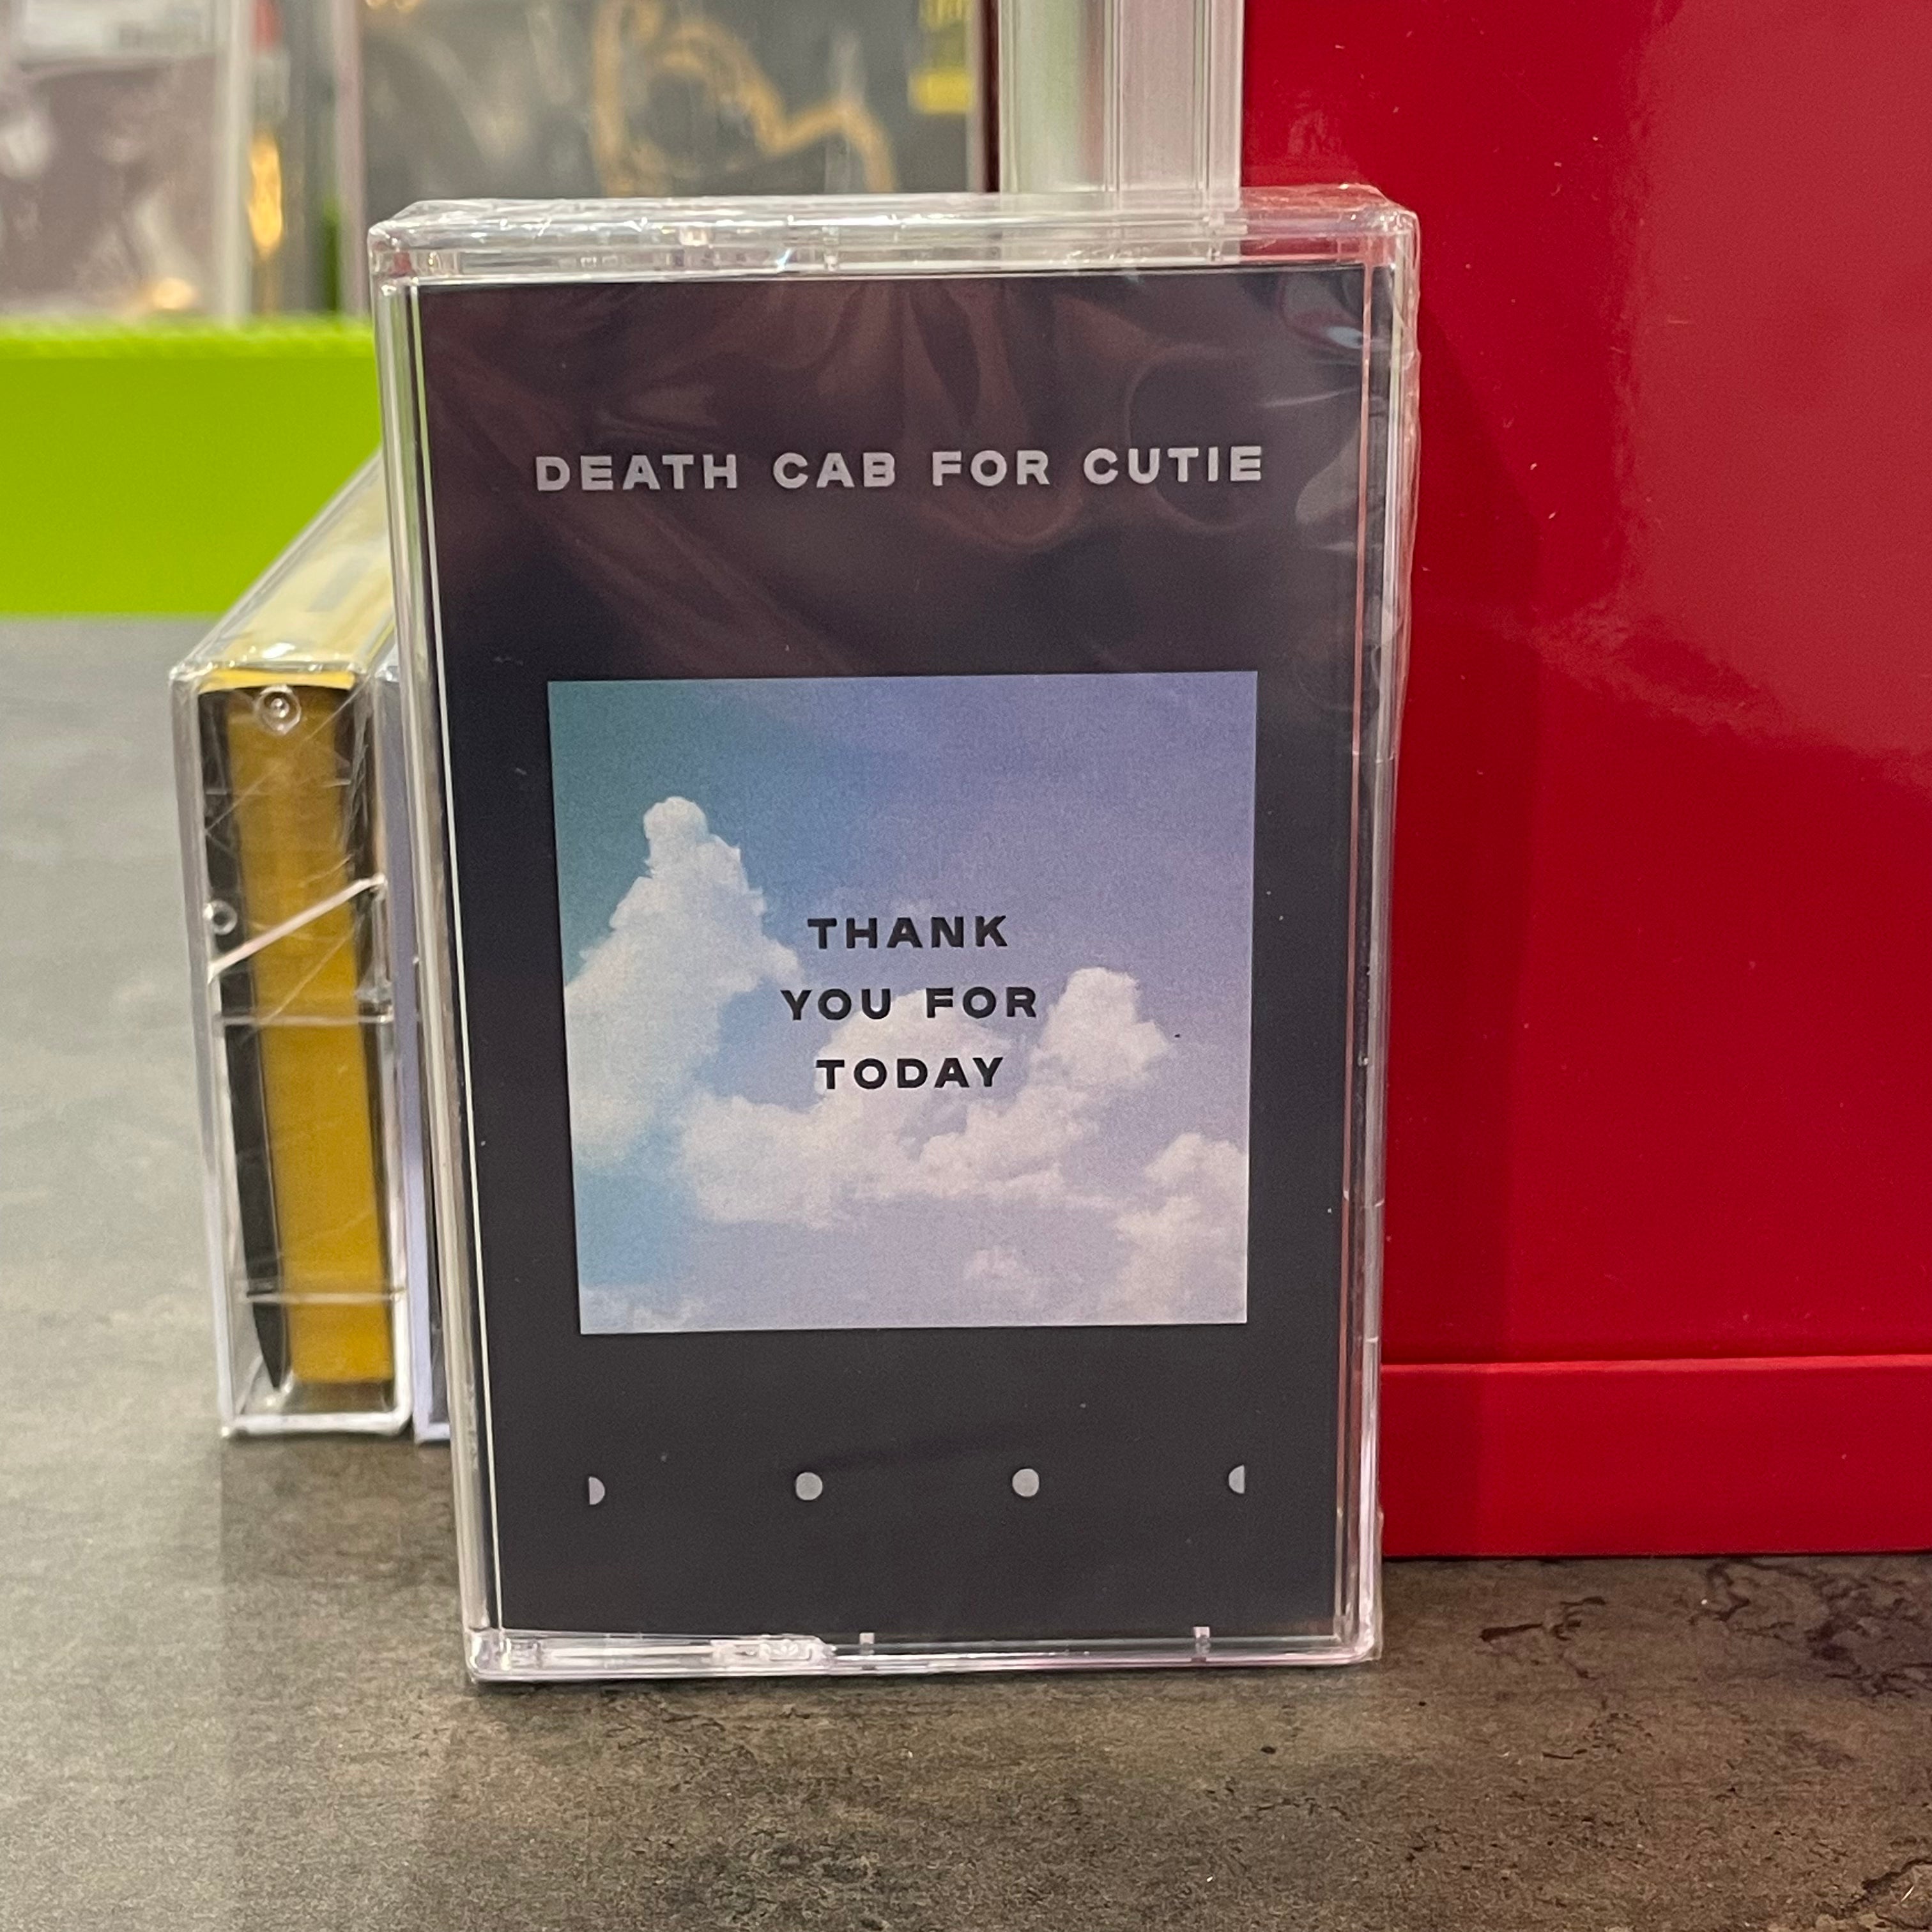 DEATH CAB FOR CUTIE
THANK
YOU FOR
TODAY